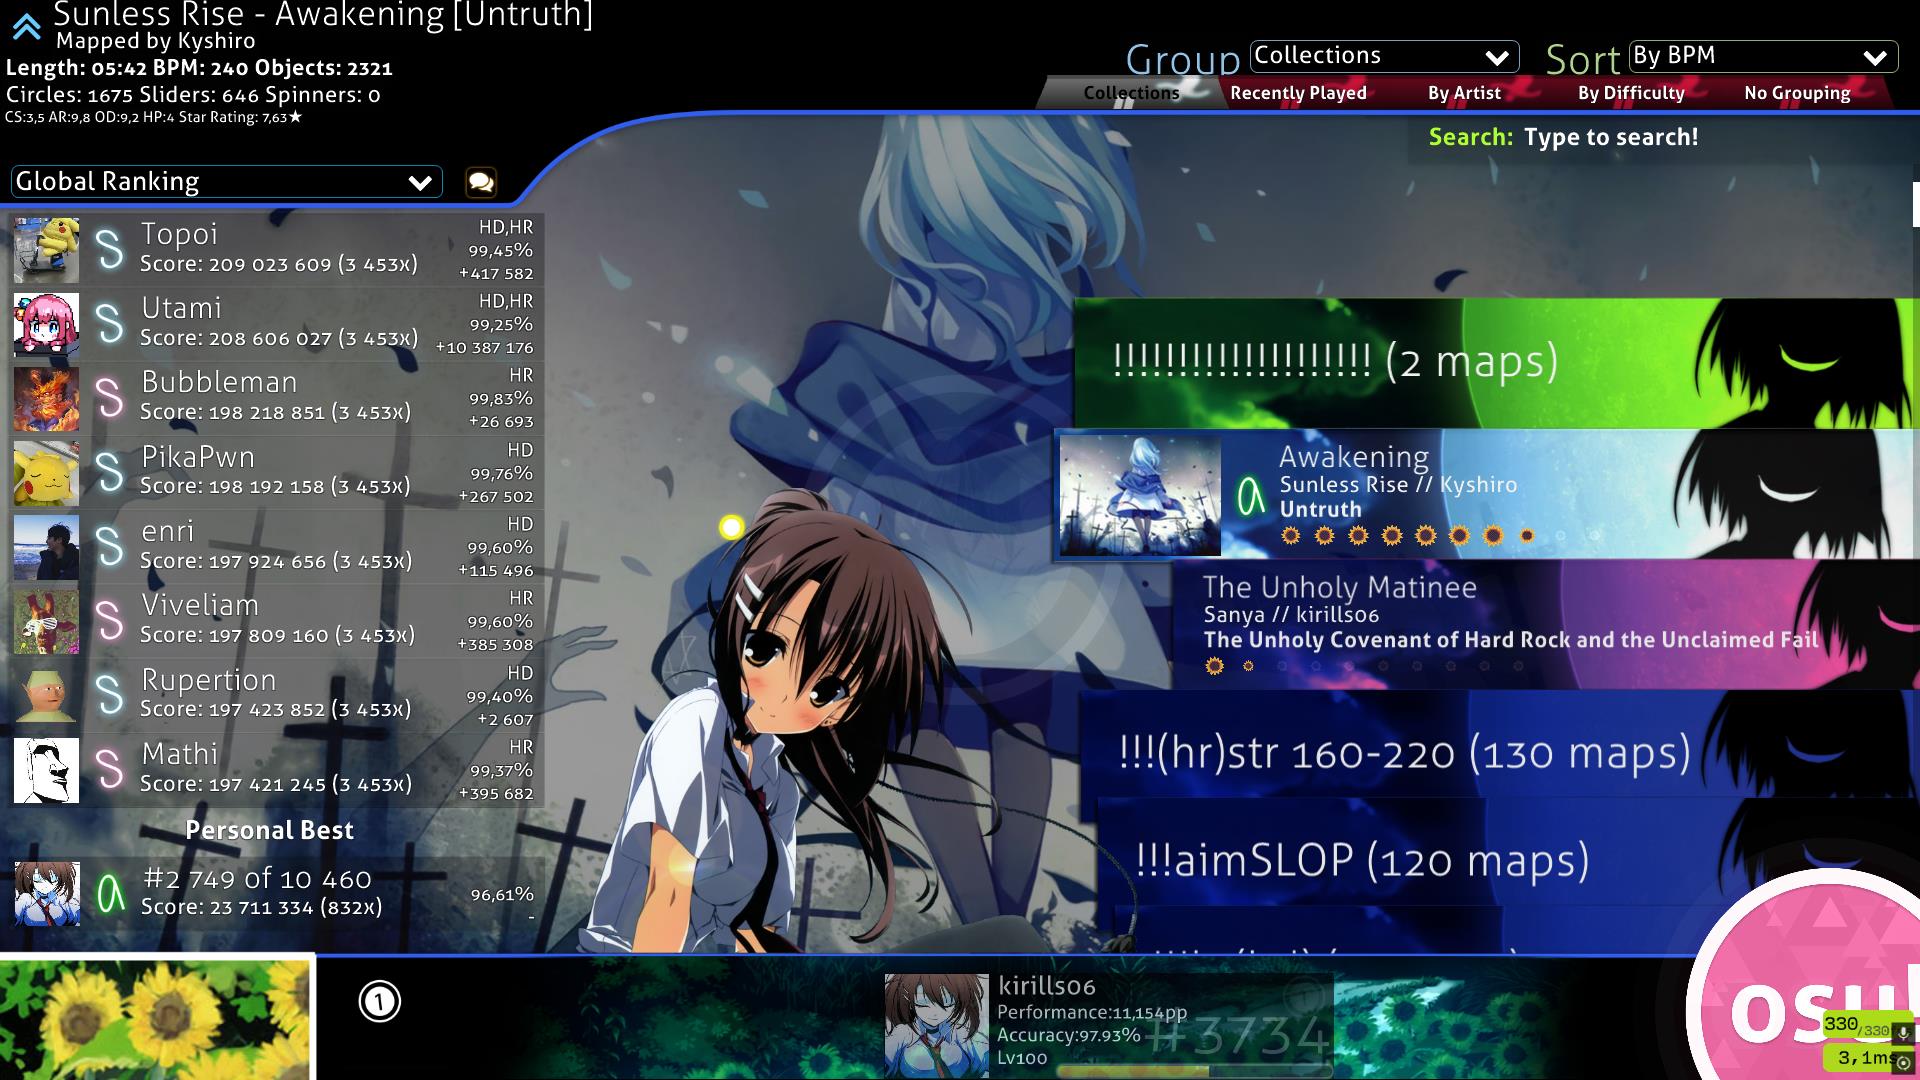 Sunless Rise - Awakening [Untruth]
Mapped by Kyshiro
Length: 05:42 BPM: 240 Objects: 2321
Circles: 1675 Sliders: 646 Spinners: 0
CS:3,5 AR:9,8 OD:9,2 HP:4 Star Rating: 7,63★
Group Collections Sort By BPM
Collections Recently Played By Artist By Difficulty No Grouping
Search: Type to search!
Global Ranking
Topoi HD,HR
99,45%
Score: 209 023 609 (3 453x)
+417 582
Utami HD,HR
99,25%
Score: 208 606 027 (3 453x)
+10 387 176
Bubbleman HR
99,83%
Score: 198 218 851 (3 453x)
+26 693
PikaPwn HD
99,76%
Score: 198 192 158 (3 453x)
+267 502
enri HD
99,60%
Score: 197 924 656 (3 453x)
+115 496
Viveliam HR
99,60%
Score: 197 809 160 (3 453x)
+385 308
Rupertion HD
99,40%
Score: 197 423 852 (3 453x)
+2 607
Mathi HR
99,37%
Score: 197 421 245 (3 453x)
+395 682
Personal Best
#2 749 of 10 460
96,61%
Score: 23 711 334 (832x)
-
!!!!!!!!!!!!!!!!!!!! (2 maps)
Awakening
Sunless Rise // Kyshiro
Untruth
The Unholy Matinee
Sanya // kirills06
The Unholy Covenant of Hard Rock and the Unclaimed Fail
!!!(hr)str 160-220 (130 maps)
!!!aimSLOP (120 maps)
1
kirills06
Performance:11,154pp
Accuracy:97.93%
Lv100
#3734
osu!
330/330
3,1ms